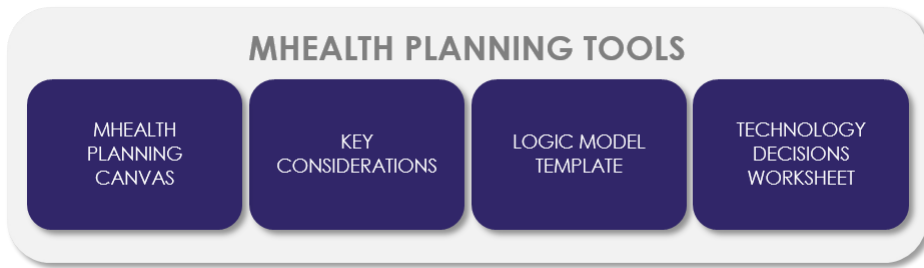 MHEALTH PLANNING TOOLS
MHEALTH
PLANNING
CANVAS
KEY
CONSIDERATIONS
LOGIC MODEL
TEMPLATE
TECHNOLOGY
DECISIONS
WORKSHEET